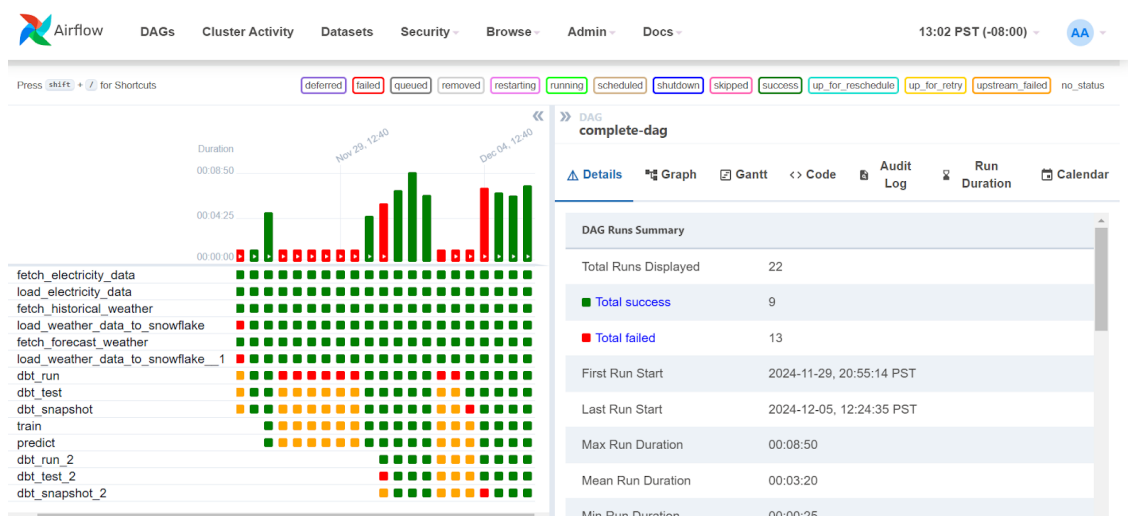 Airflow
DAGs Cluster Activity Datasets Security Browse Admin Docs 13:02 PST (-08:00) AA
Press shift + / for Shortcuts
deferred failed queued removed restarting running scheduled shutdown skipped success up_for_reschedule up_for_retry upstream_failed no_status
Duration
00:08:50
00:04:25
00:00:00
Nov 29, 12:40
Dec 04, 12:40
fetch_electricity_data
load_electricity_data
fetch_historical_weather
load_weather_data_to_snowflake
fetch_forecast_weather
load_weather_data_to_snowflake__1
dbt_run
dbt_test
dbt_snapshot
train
predict
dbt_run_2
dbt_test_2
dbt_snapshot_2
DAG
complete-dag
Details Graph Gantt <> Code Audit Log Run Duration Calendar
DAG Runs Summary
Total Runs Displayed 22
Total success 9
Total failed 13
First Run Start 2024-11-29, 20:55:14 PST
Last Run Start 2024-12-05, 12:24:35 PST
Max Run Duration 00:08:50
Mean Run Duration 00:03:20
Min Run Duration 00:00:25